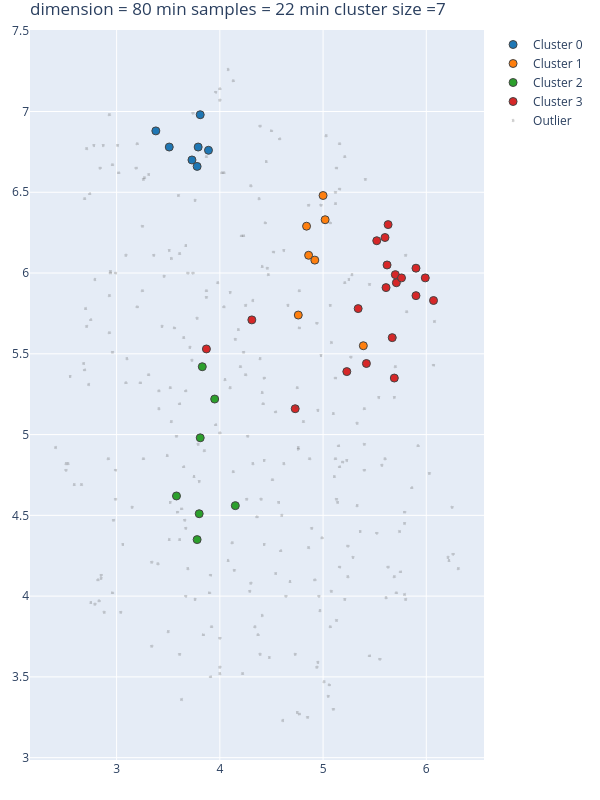 dimension = 80 min samples = 22 min cluster size =7
7.5
7
6.5
6
5.5
5
4.5
4
3.5
3
3 4 5 6
Cluster 0
Cluster 1
Cluster 2
Cluster 3
Outlier